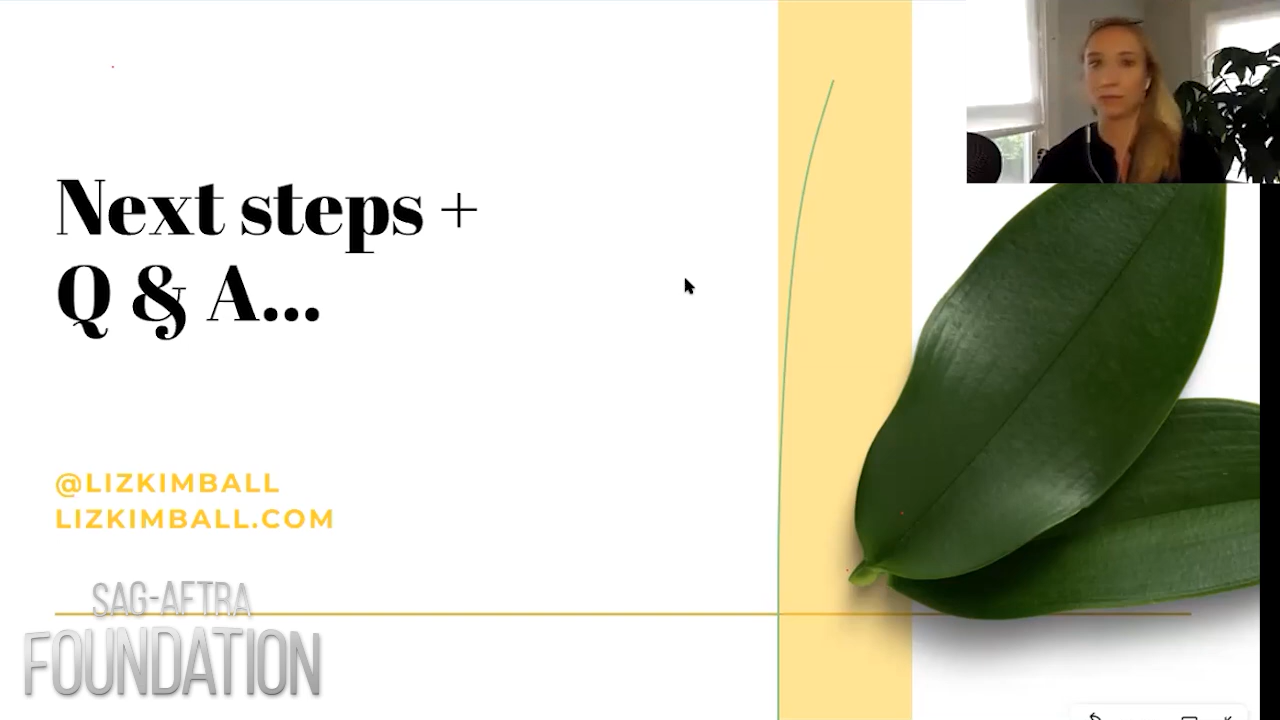 Next steps +
Q & A...
@LIZKIMBALL
LIZKIMBALL.COM
SAG-AFTRA
FOUNDATION